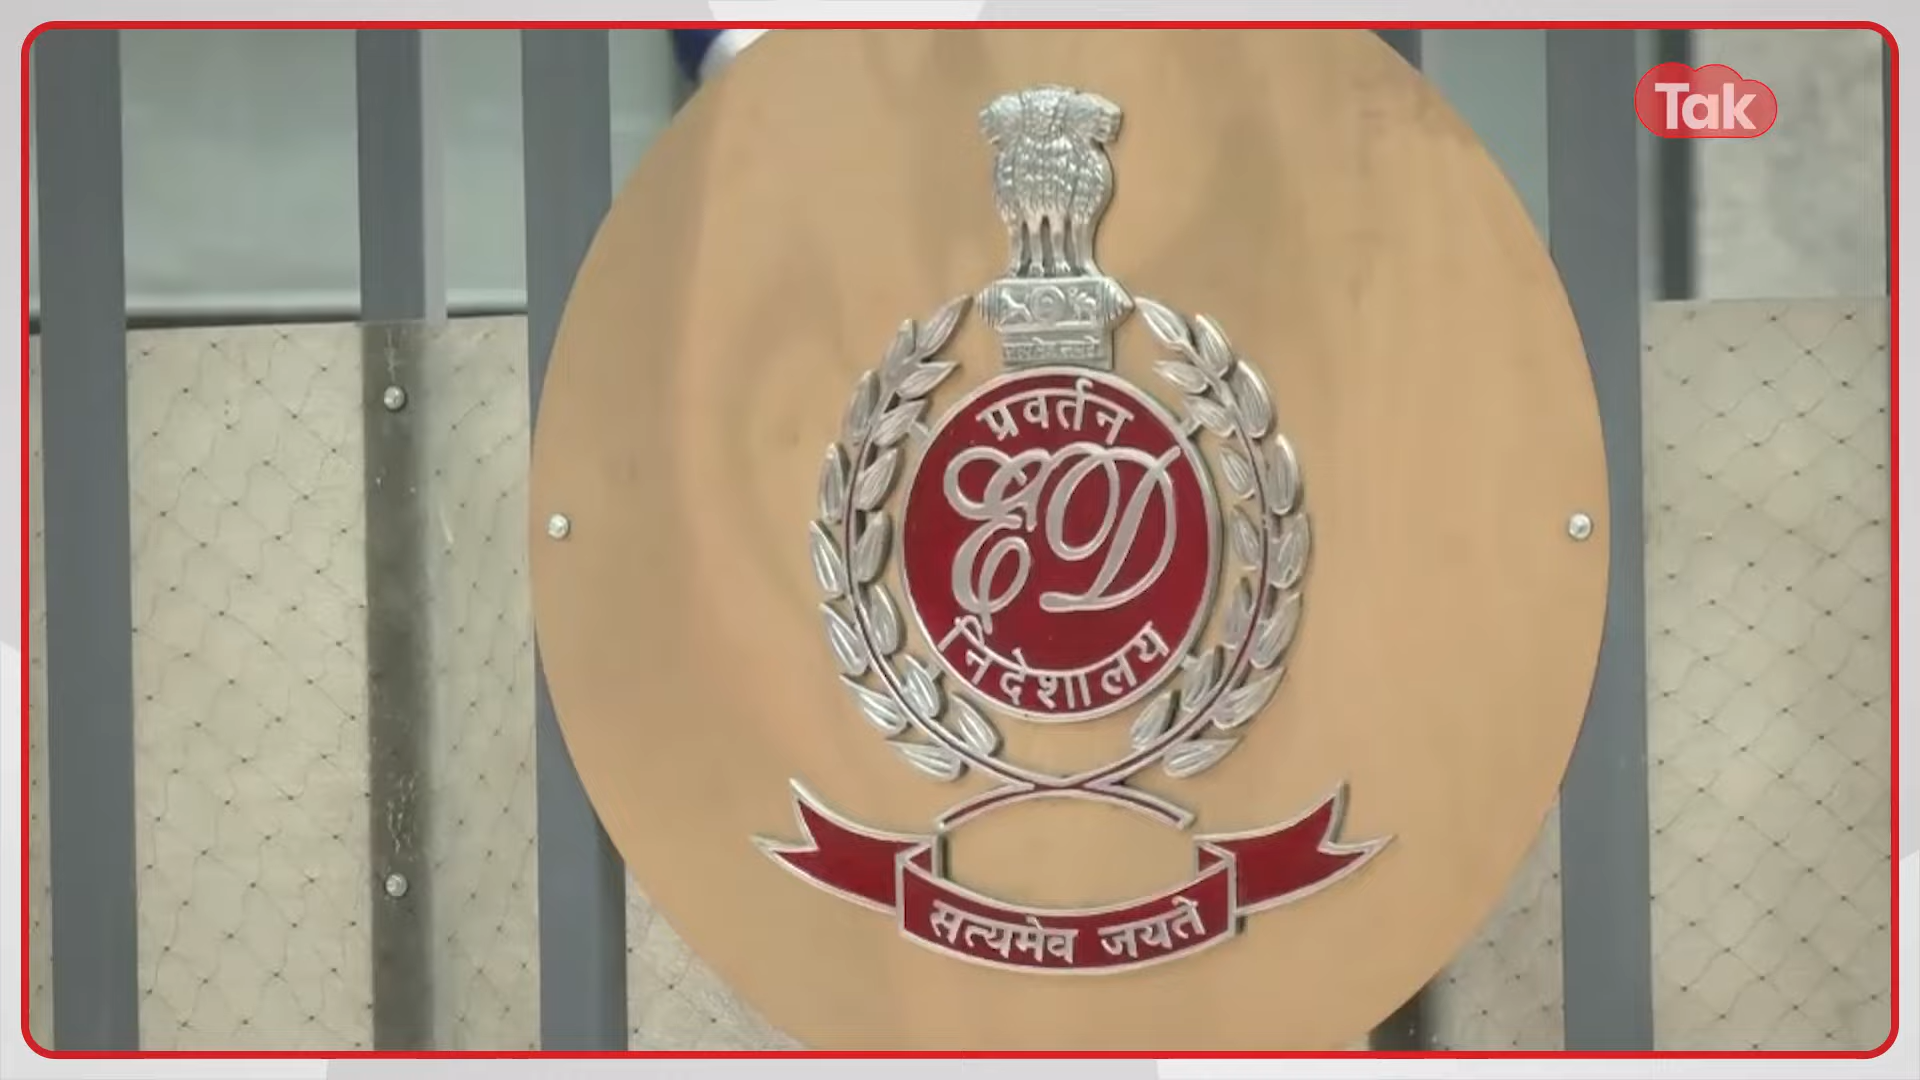 Tak
प्रवर्तन
ED
निदेशालय
सत्यमेव जयते